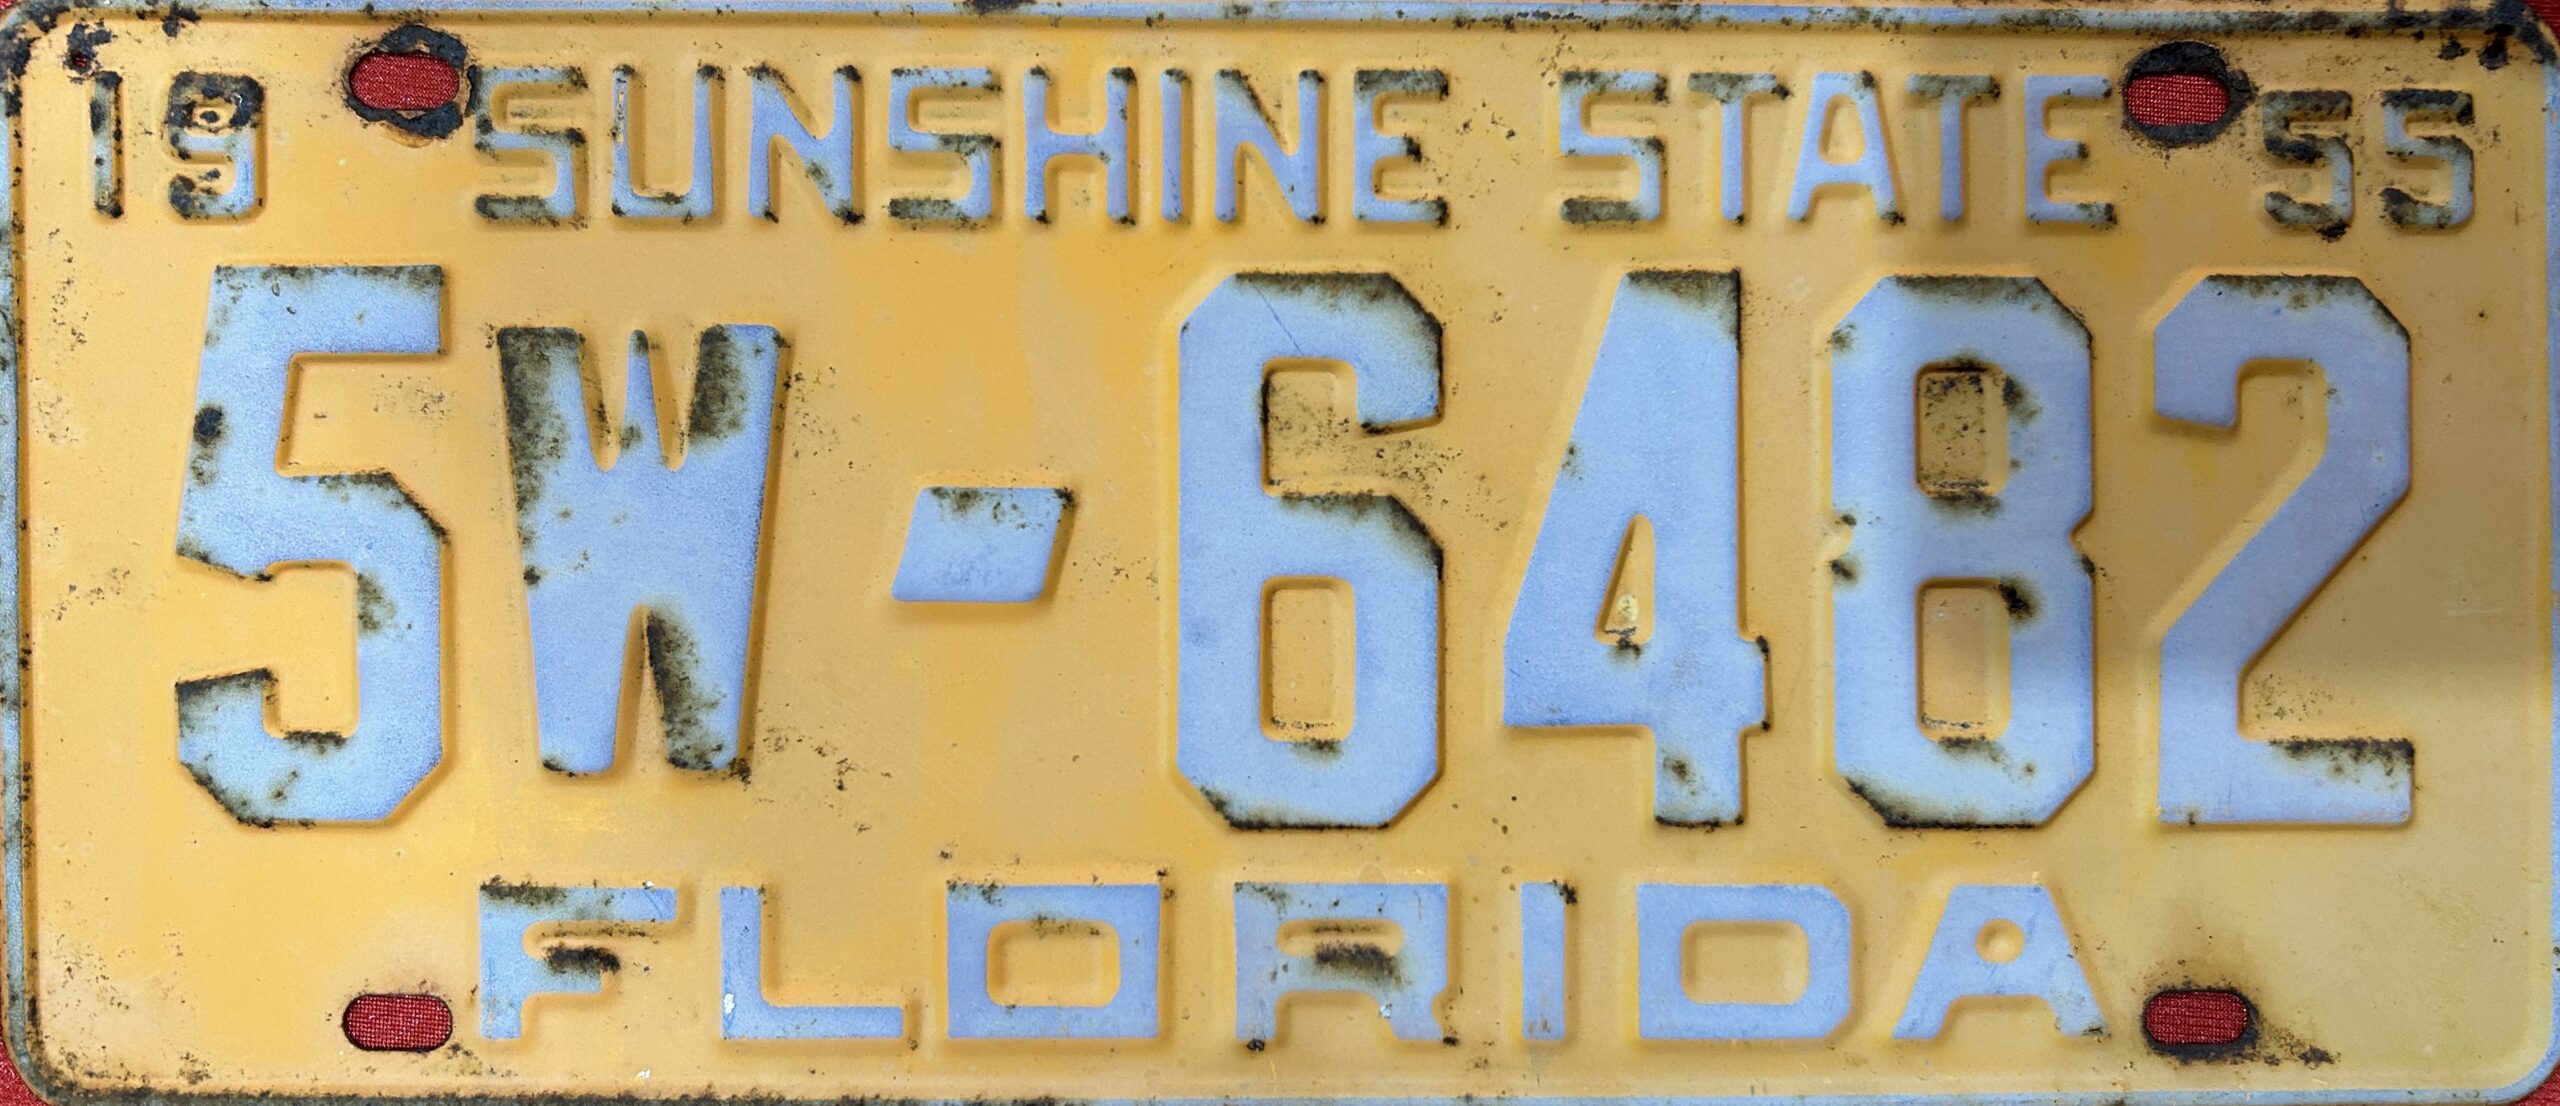 19 SUNSHINE STATE 55
5W-6482
FLORIDA